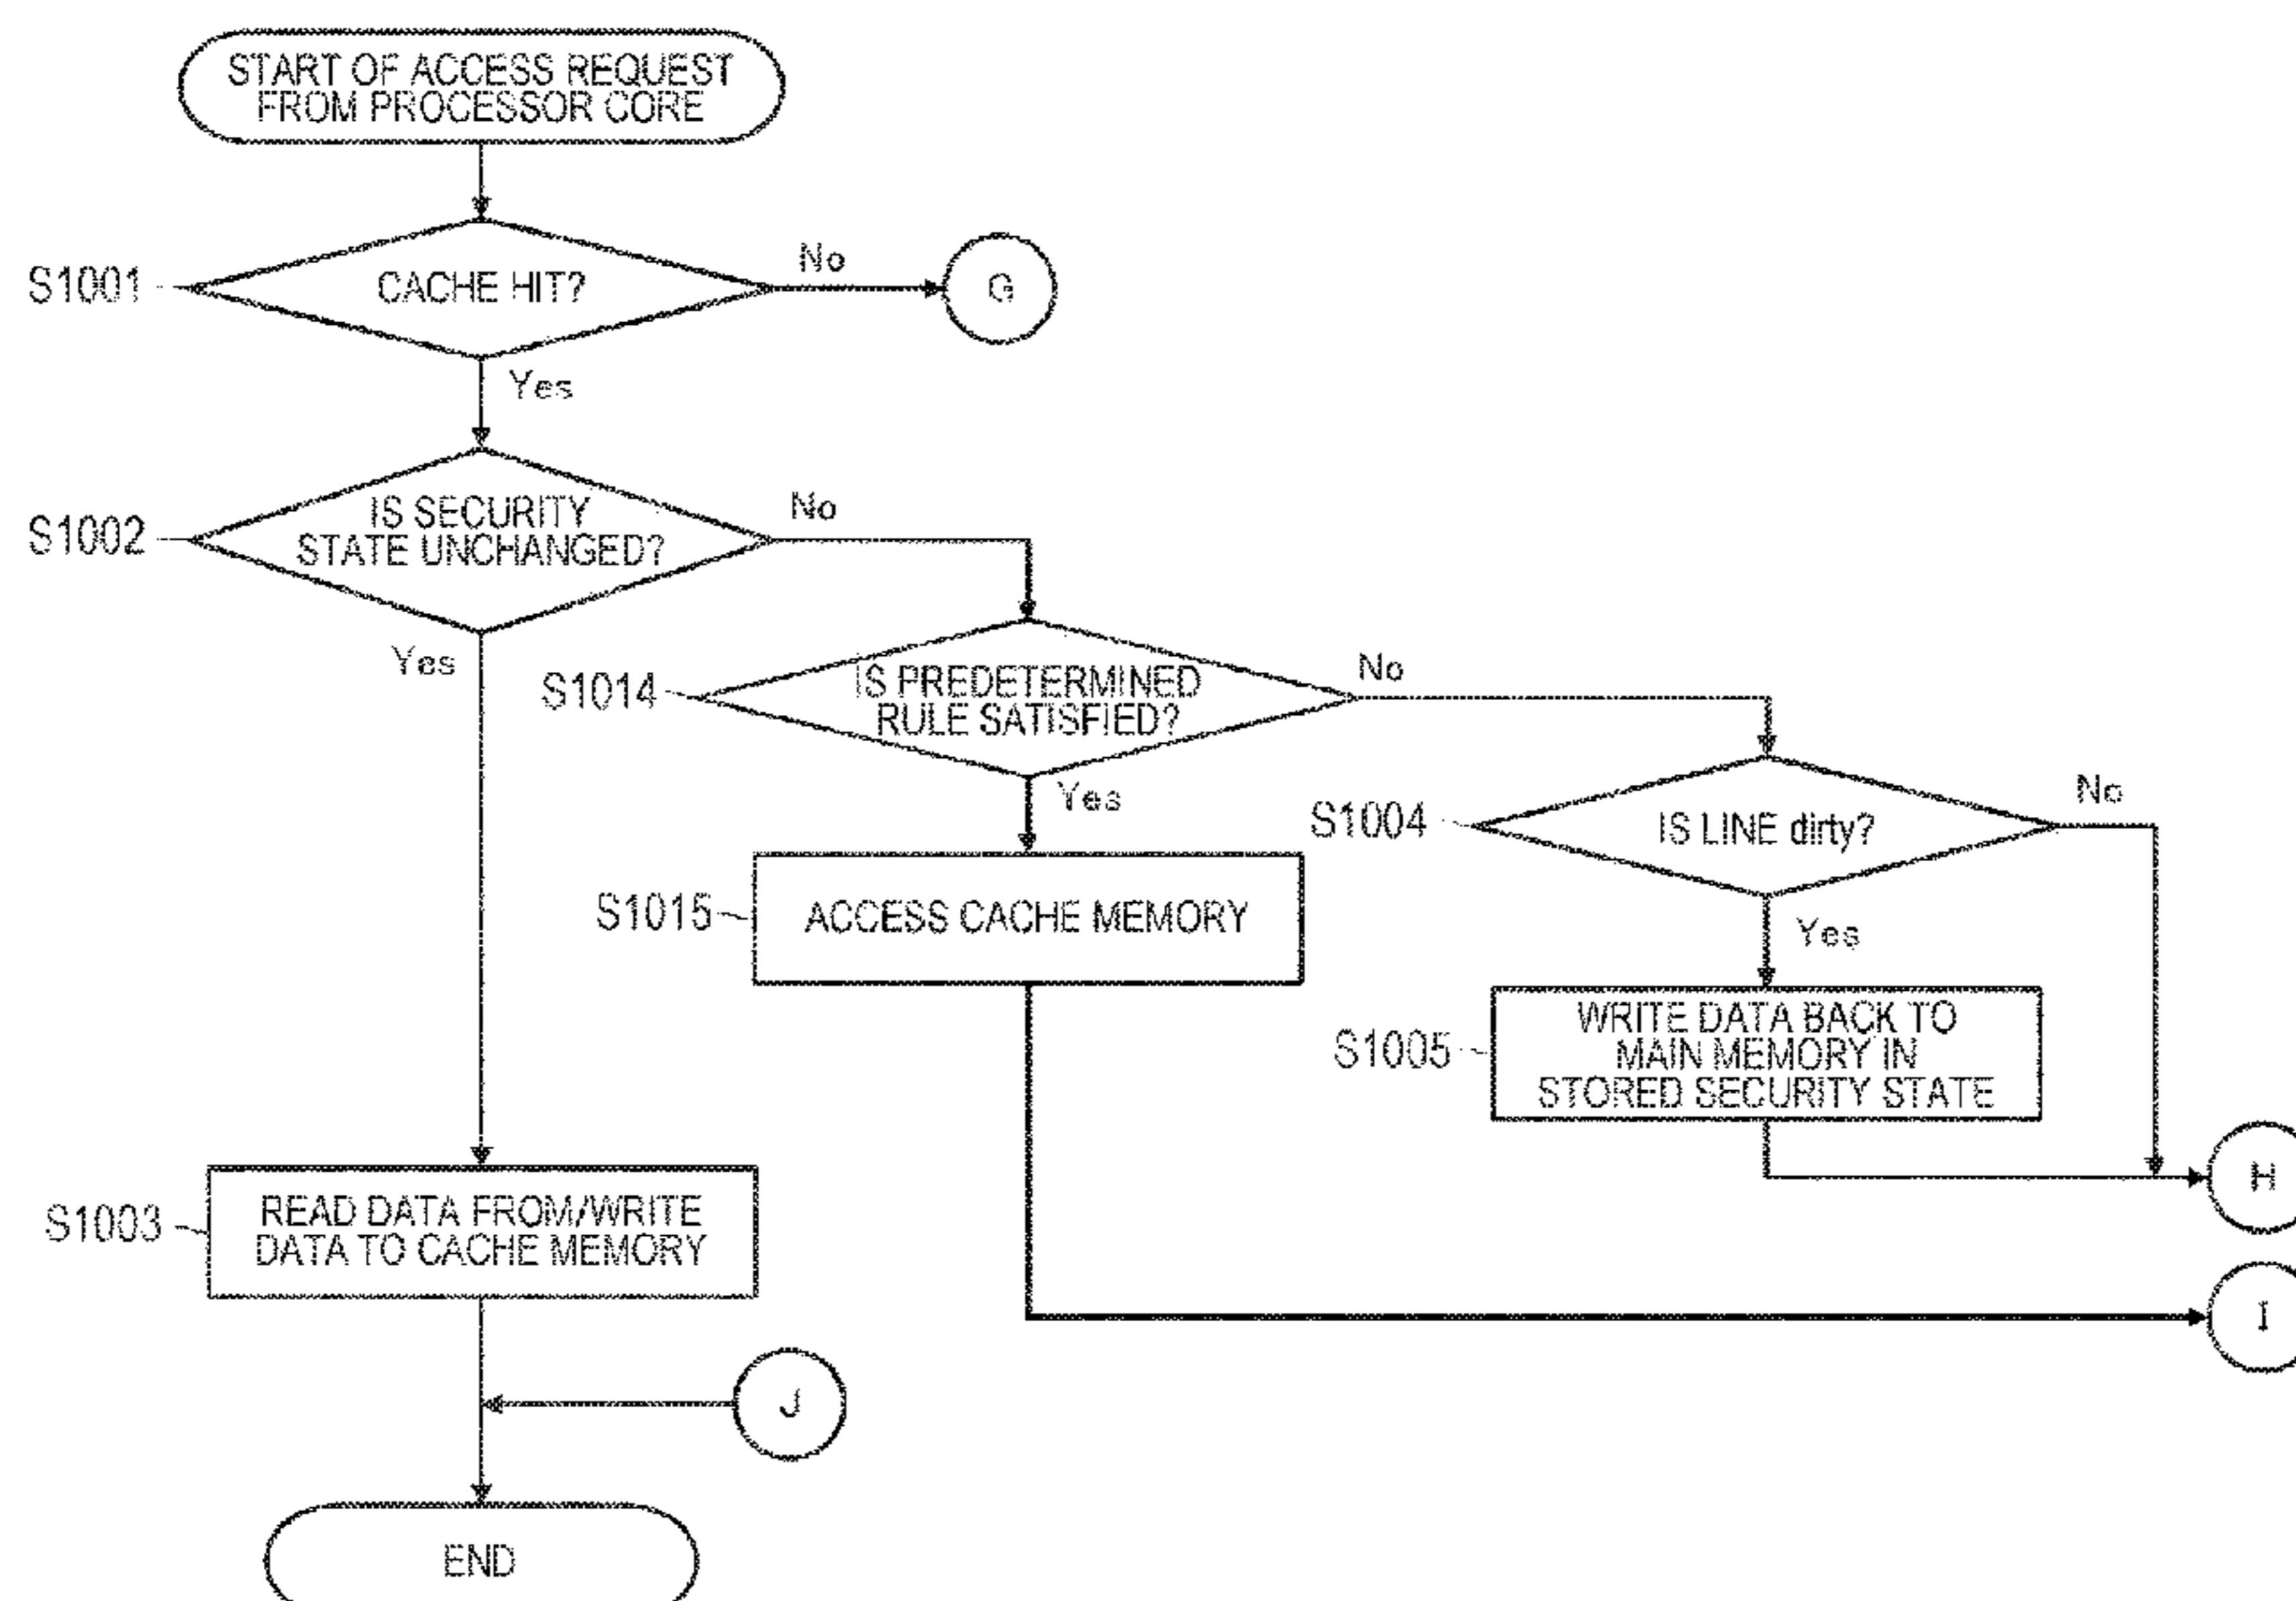 START OF ACCESS REQUEST
FROM PROCESSOR CORE
S1001
CACHE HIT?
No
G
Yes
S1002
IS SECURITY
STATE UNCHANGED?
No
Yes
S1014
IS PREDETERMINED
RULE SATISFIED?
No
Yes
S1004
IS LINE dirty?
No
S1015
ACCESS CACHE MEMORY
Yes
S1005
WRITE DATA BACK TO
MAIN MEMORY IN
STORED SECURITY STATE
H
S1003
READ DATA FROM/WRITE
DATA TO CACHE MEMORY
I
J
END